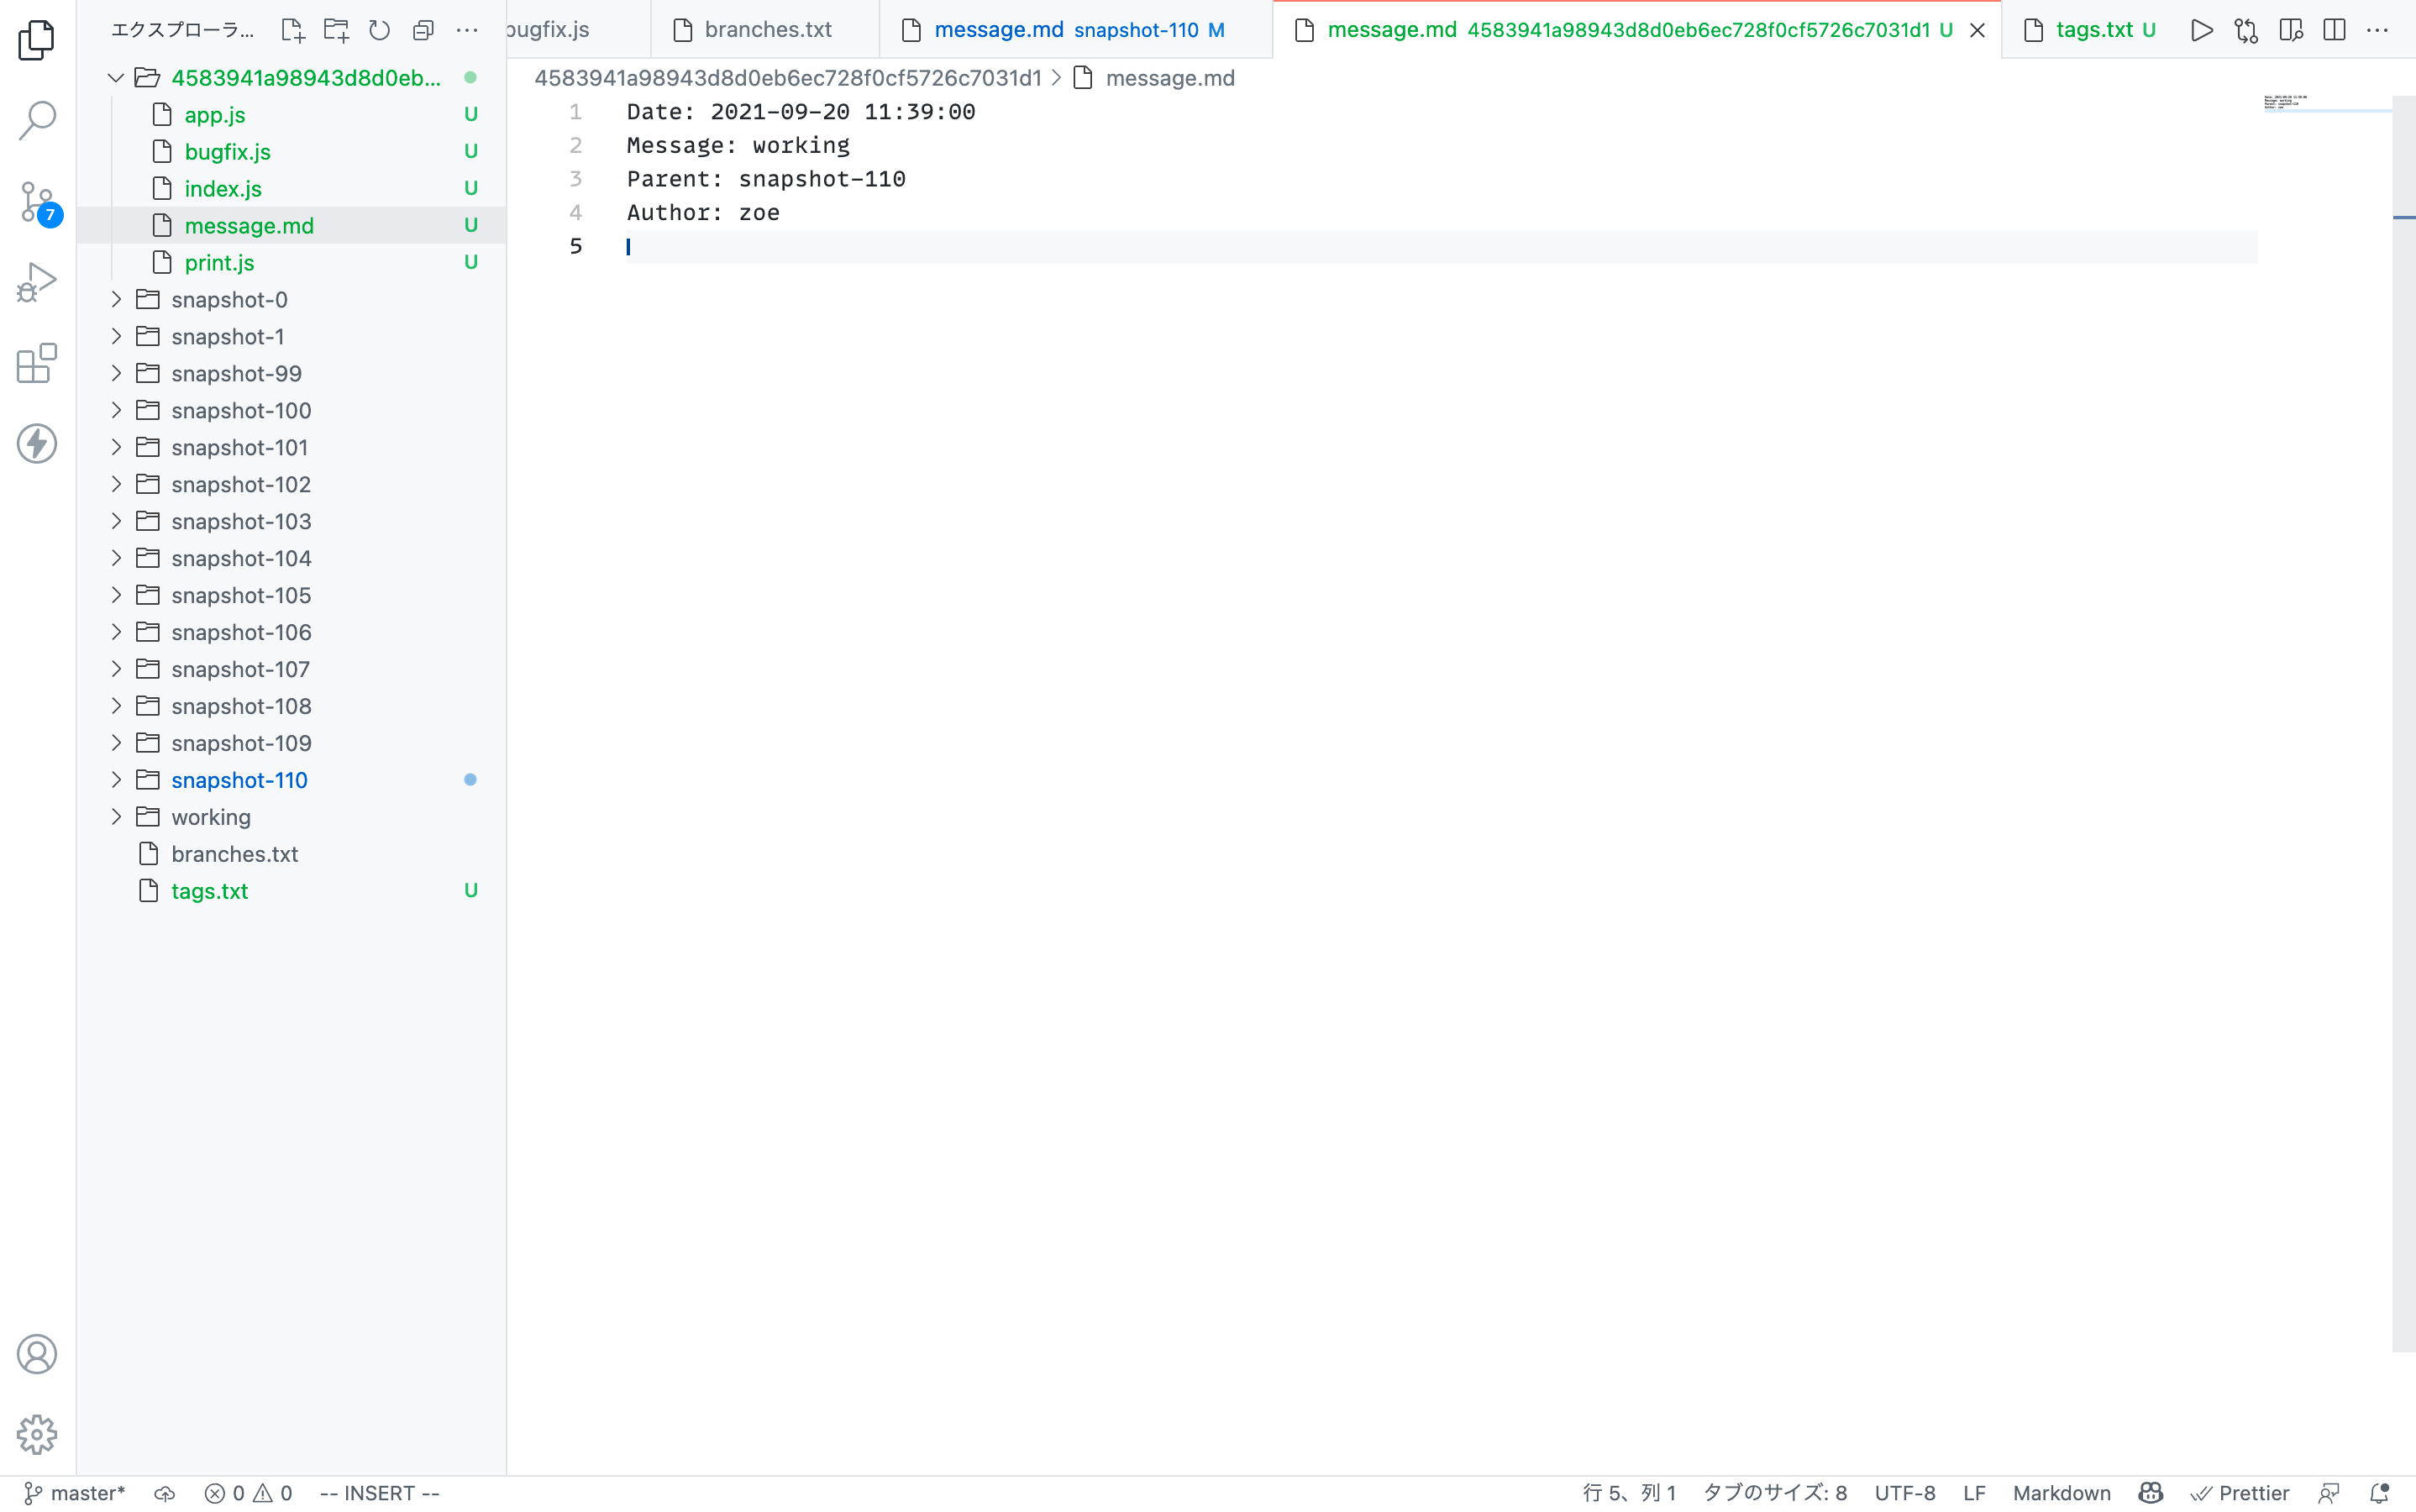 エクスプローラ...
bugfix.js
branches.txt
message.md snapshot-110 M
message.md 4583941a98943d8d0eb6ec728f0cf5726c7031d1 U
tags.txt U
4583941a98943d8d0eb...
app.js U
bugfix.js U
index.js U
message.md U
print.js U
snapshot-0
snapshot-1
snapshot-99
snapshot-100
snapshot-101
snapshot-102
snapshot-103
snapshot-104
snapshot-105
snapshot-106
snapshot-107
snapshot-108
snapshot-109
snapshot-110
working
branches.txt
tags.txt U
7
4583941a98943d8d0eb6ec728f0cf5726c7031d1 > message.md
1 Date: 2021-09-20 11:39:00
2 Message: working
3 Parent: snapshot-110
4 Author: zoe
5
master* 0 0 -- INSERT --
行 5、列 1 タブのサイズ: 8 UTF-8 LF Markdown Prettier